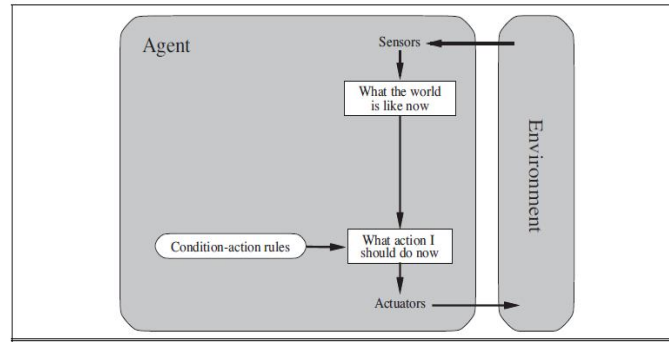 Agent
Sensors
What the world
is like now
Environment
Condition-action rules
What action I
should do now
Actuators